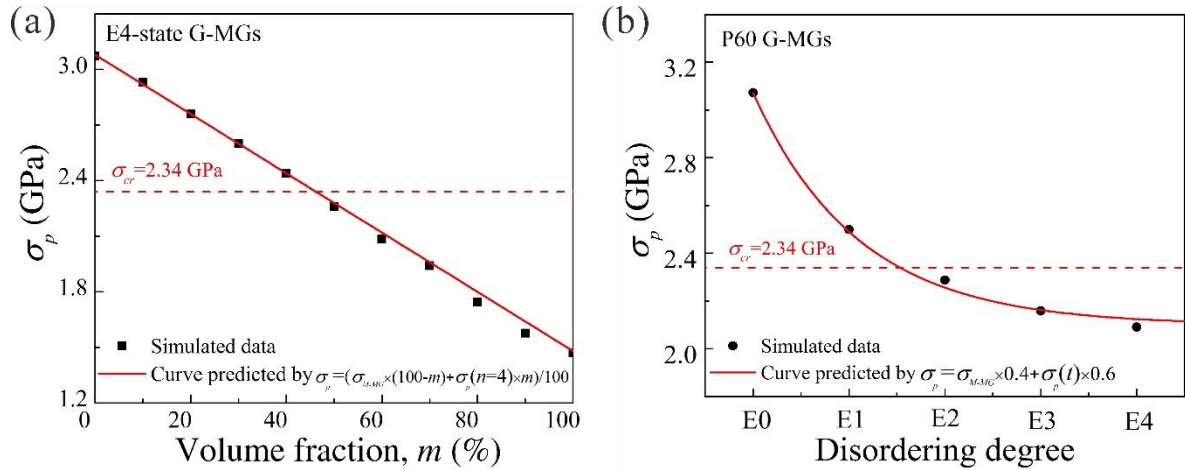 (a)
E4-state G-MGs
3.0
2.4
1.8
1.2
σp (GPa)
σcr=2.34 GPa
Simulated data
Curve predicted by σp=(σM-MG×(100-m)+σp(n=4)×m)/100
0 20 40 60 80 100
Volume fraction, m (%)
(b)
P60 G-MGs
3.2
2.8
2.4
2.0
σp (GPa)
σcr=2.34 GPa
Simulated data
Curve predicted by σp=σM-MG×0.4+σp(t)×0.6
E0 E1 E2 E3 E4
Disordering degree